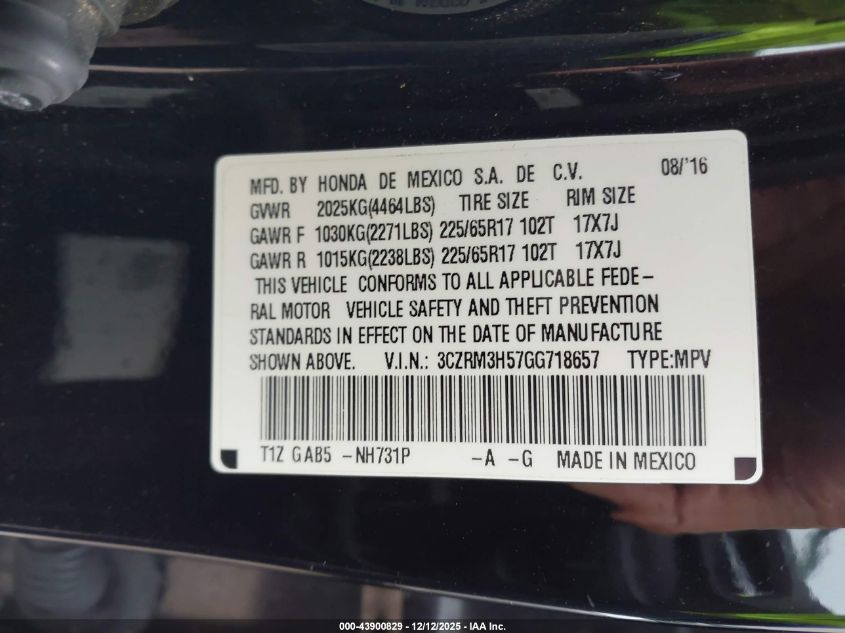 MFD. BY HONDA DE MEXICO S.A. DE C.V. 08/'16
GVWR 2025KG(4464LBS) TIRE SIZE RIM SIZE
GAWR F 1030KG(2271LBS) 225/65R17 102T 17X7J
GAWR R 1015KG(2238LBS) 225/65R17 102T 17X7J
THIS VEHICLE CONFORMS TO ALL APPLICABLE FEDE-
RAL MOTOR VEHICLE SAFETY AND THEFT PREVENTION
STANDARDS IN EFFECT ON THE DATE OF MANUFACTURE
SHOWN ABOVE. V.I.N.: 3CZRM3H57GG718657 TYPE:MPV
T1Z GAB5 -NH731P -A -G MADE IN MEXICO
000-43900829 - 12/12/2025 - IAA Inc.